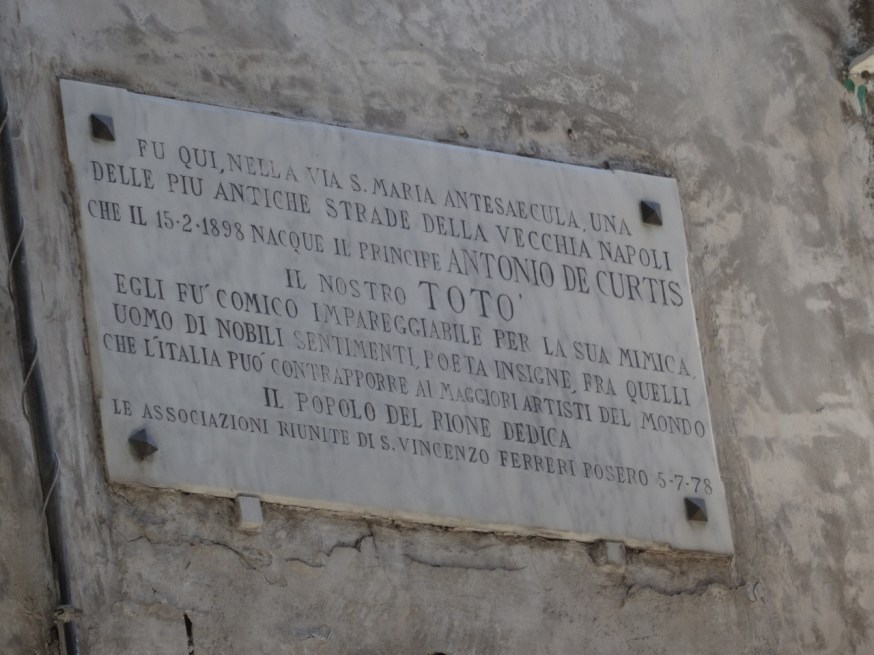 FU QUI, NELLA VIA S. MARIA ANTESAECULA, UNA
DELLE PIU ANTICHE STRADE DELLA VECCHIA NAPOLI
CHE IL 15-2-1898 NACQUE IL PRINCIPE ANTONIO DE CURTIS
IL NOSTRO TOTO'
EGLI FU' COMICO IMPAREGGIABILE PER LA SUA MIMICA,
UOMO DI NOBILI SENTIMENTI, POETA INSIGNE, FRA QUELLI
CHE L'ITALIA PUO' CONTRAPPORRE AI MAGGIORI ARTISTI DEL MONDO
IL POPOLO DEL RIONE DEDICA
LE ASSOCIAZIONI RIUNITE DI S. VINCENZO FERRERI POSERO 5-7-78